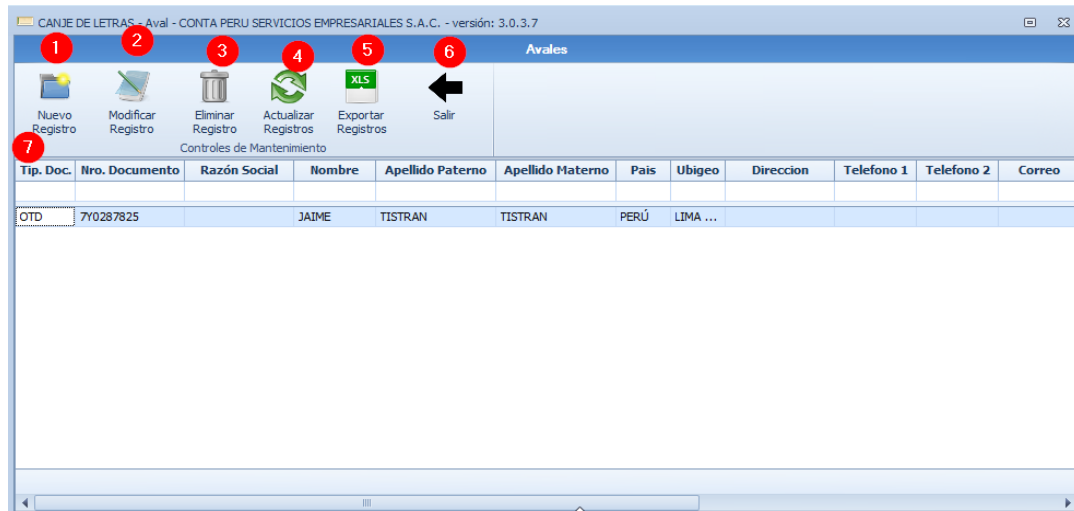 CANJE DE LETRAS - Aval - CONTA PERU SERVICIOS EMPRESARIALES S.A.C. - versión: 3.0.3.7
Avales
1 2 3 4 5 6
XLS
Nuevo Registro Modificar Registro Eliminar Registro Actualizar Registros Exportar Registros Salir
Controles de Mantenimiento
7
Tip. Doc. Nro. Documento Razón Social Nombre Apellido Paterno Apellido Materno Pais Ubigeo Direccion Telefono 1 Telefono 2 Correo
OTD 7Y0287825 JAIME TISTRAN TISTRAN PERÚ LIMA ...